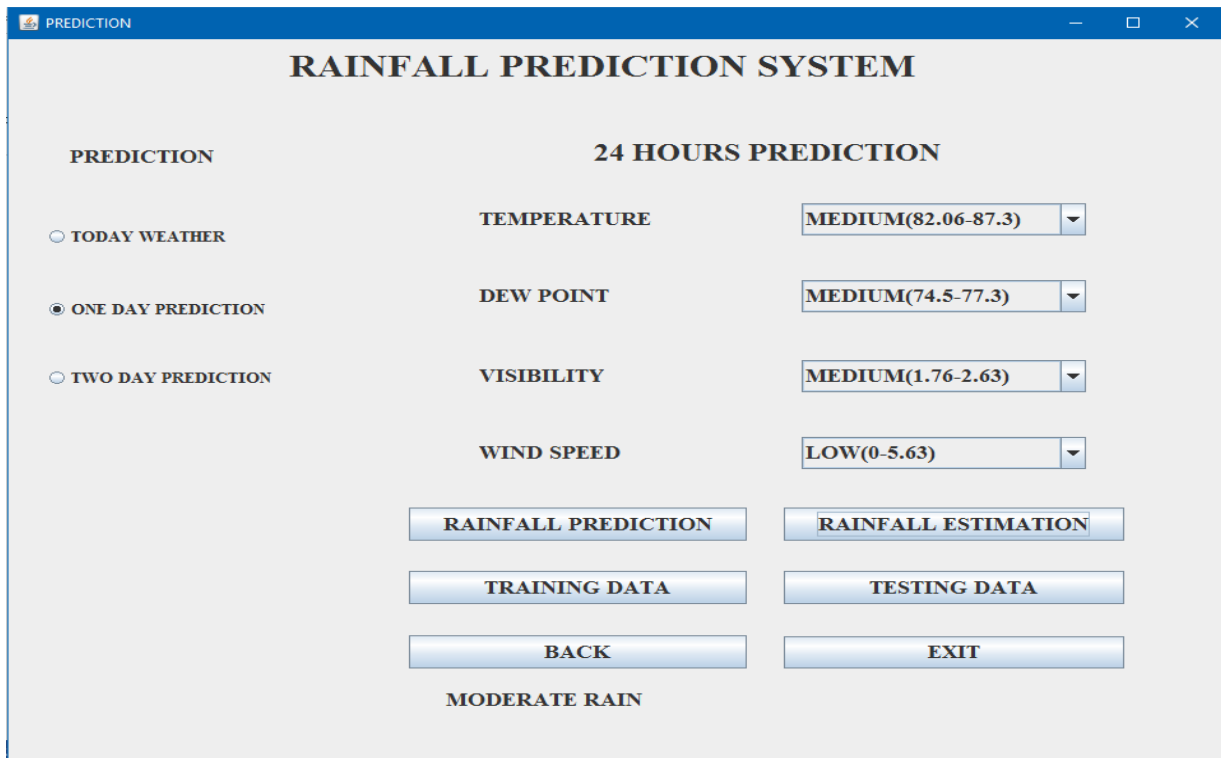 PREDICTION
RAINFALL PREDICTION SYSTEM
PREDICTION
24 HOURS PREDICTION
TODAY WEATHER
ONE DAY PREDICTION
TWO DAY PREDICTION
TEMPERATURE MEDIUM(82.06-87.3)
DEW POINT MEDIUM(74.5-77.3)
VISIBILITY MEDIUM(1.76-2.63)
WIND SPEED LOW(0-5.63)
RAINFALL PREDICTION RAINFALL ESTIMATION
TRAINING DATA TESTING DATA
BACK EXIT
MODERATE RAIN